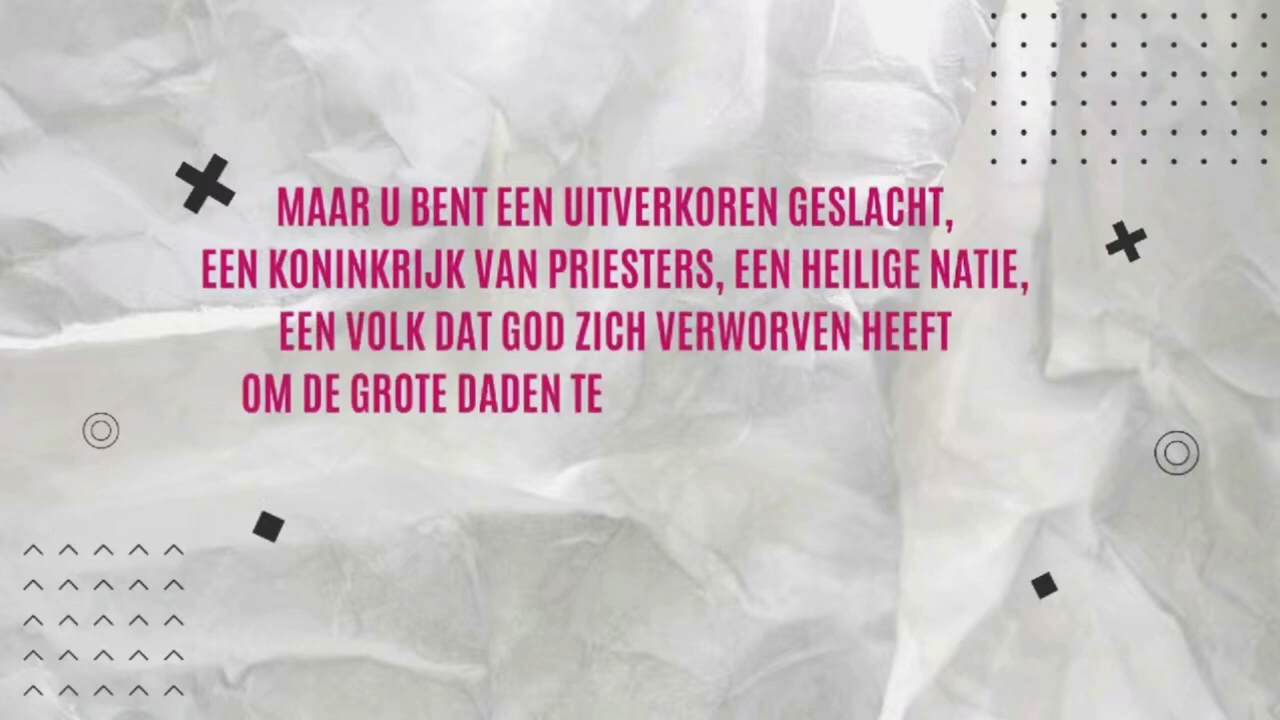 MAAR U BENT EEN UITVERKOREN GESLACHT,
EEN KONINKRIJK VAN PRIESTERS, EEN HEILIGE NATIE,
EEN VOLK DAT GOD ZICH VERWORVEN HEEFT
OM DE GROTE DADEN TE